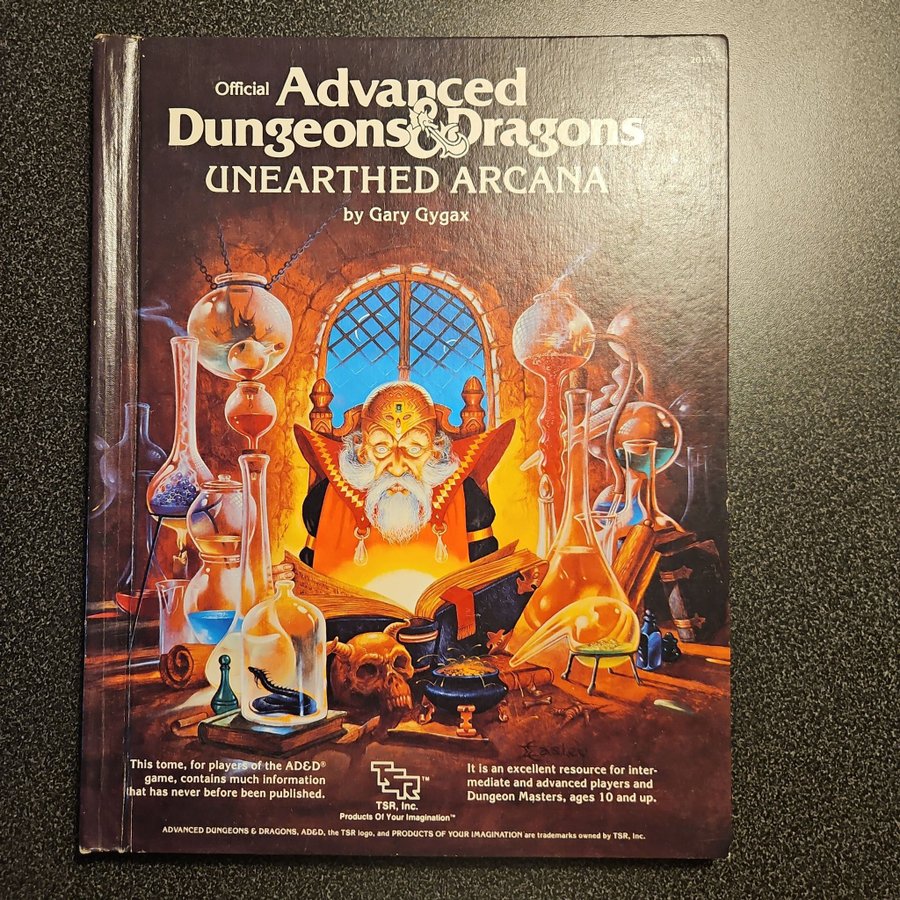 Official Advanced
Dungeons & Dragons
UNEARTHED ARCANA
by Gary Gygax
Easley
This tome, for players of the AD&D®
game, contains much information
that has never before been published.
TSR™
TSR, Inc.
Products Of Your Imagination™
It is an excellent resource for inter-
mediate and advanced players and
Dungeon Masters, ages 10 and up.
ADVANCED DUNGEONS & DRAGONS, AD&D, the TSR logo, and PRODUCTS OF YOUR IMAGINATION are trademarks owned by TSR, Inc.